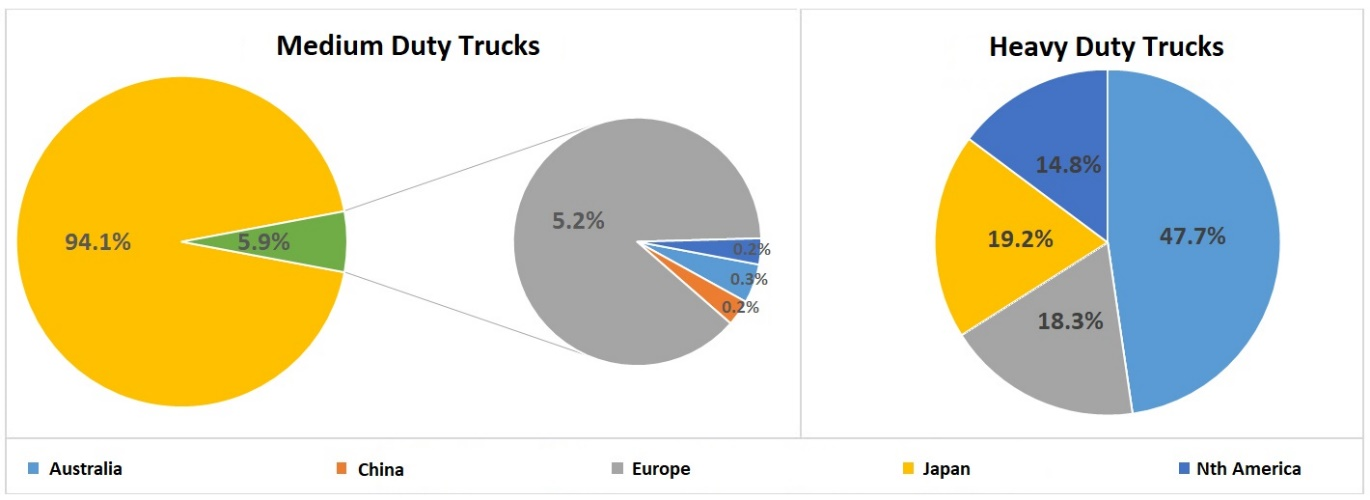 Medium Duty Trucks
94.1%
5.9%
5.2%
0.2%
0.3%
0.2%
Heavy Duty Trucks
14.8%
47.7%
19.2%
18.3%
Australia
China
Europe
Japan
Nth America